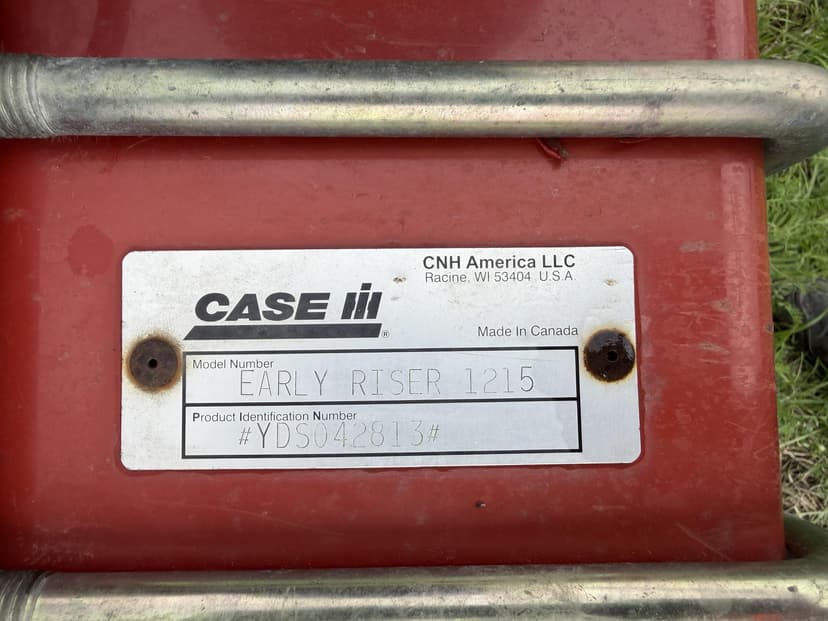 CNH America LLC
Racine, WI 53404 U.S.A.
CASE IH
®
Made In Canada
Model Number
EARLY RISER 1215
Product Identification Number
#YDS042813#